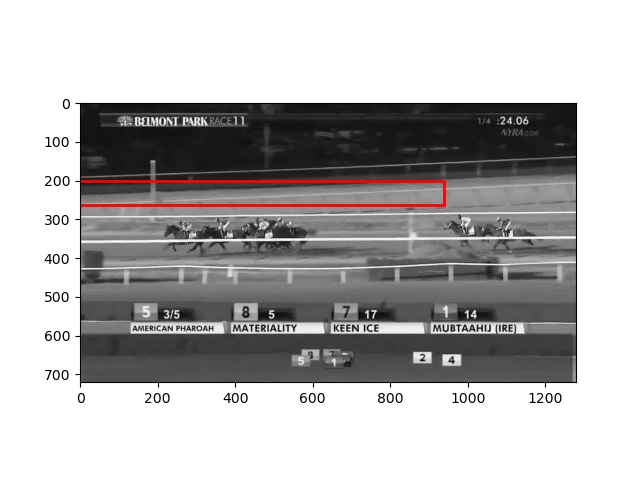 0
BELMONT PARK RACE 11
1/4 :24.06
NYRA.com
100
200
300
400
500
600
700
5 3/5
8 5
7 17
1 14
AMERICAN PHAROAH
MATERIALITY
KEEN ICE
MUBTAAHIJ (IRE)
5
1
2
4
0 200 400 600 800 1000 1200